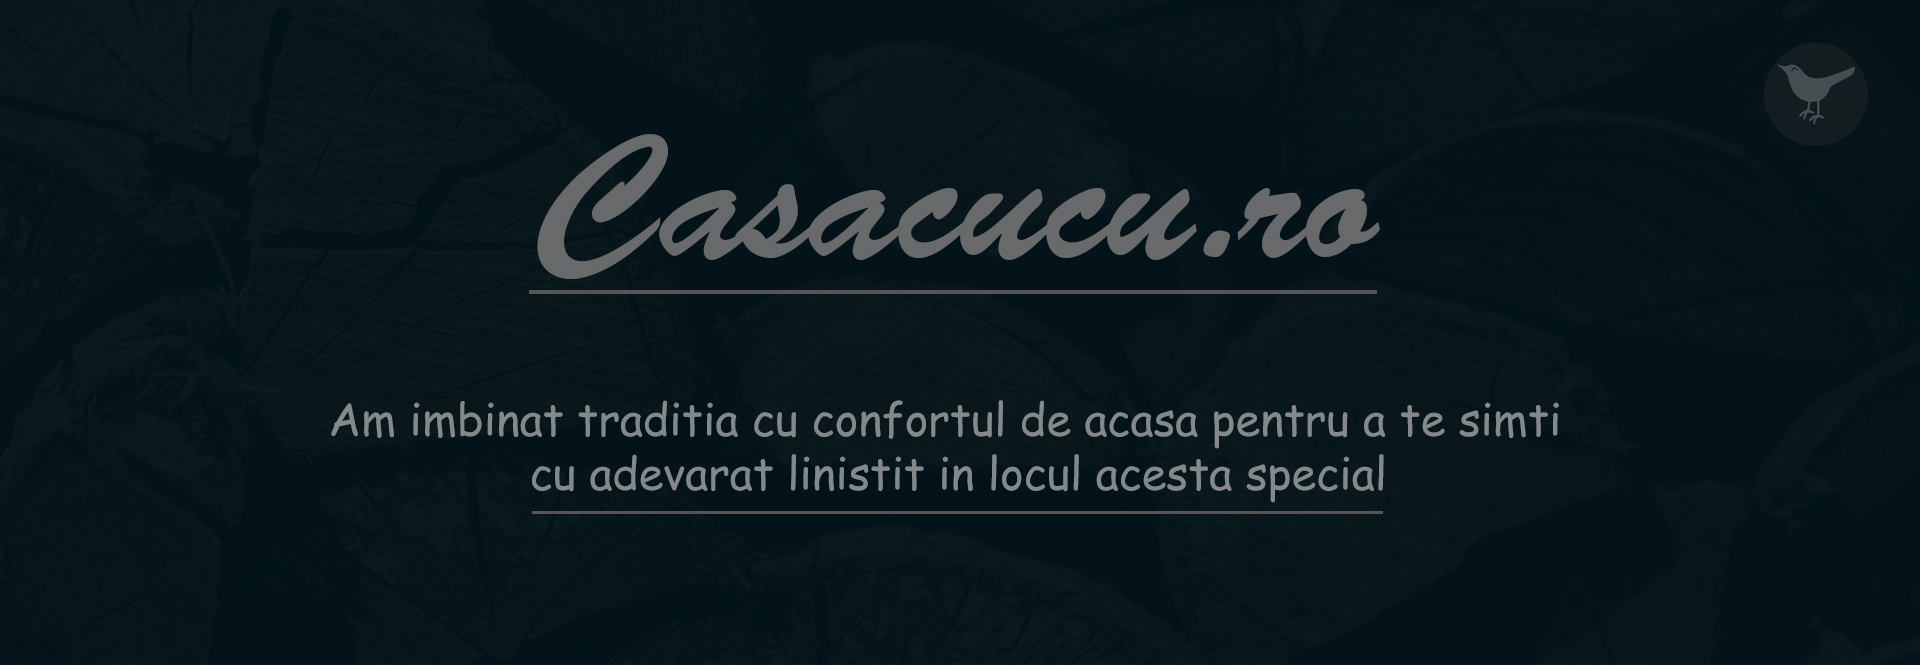 Casacucu.ro
Am imbinat traditia cu confortul de acasa pentru a te simti
cu adevarat linistit in locul acesta special